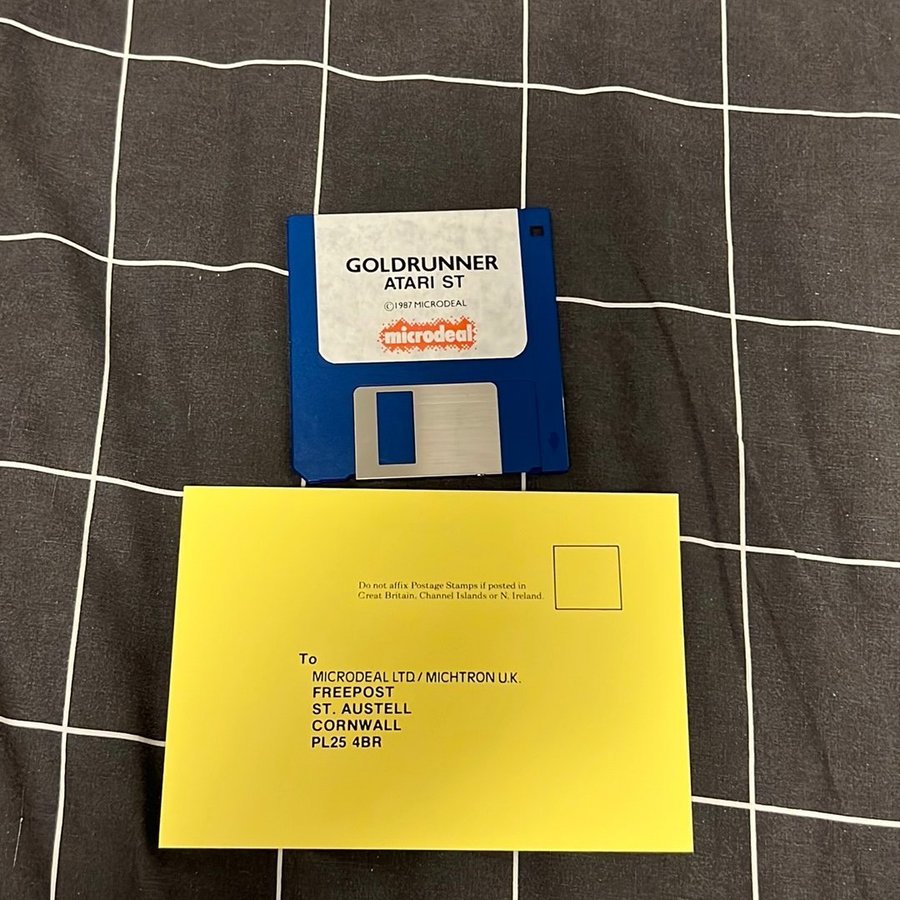 GOLDRUNNER
ATARI ST
©1987 MICRODEAL
microdeal
Do not affix Postage Stamps if posted in
Great Britain, Channel Islands or N. Ireland.
To
MICRODEAL LTD./ MICHTRON U.K.
FREEPOST
ST. AUSTELL
CORNWALL
PL25 4BR